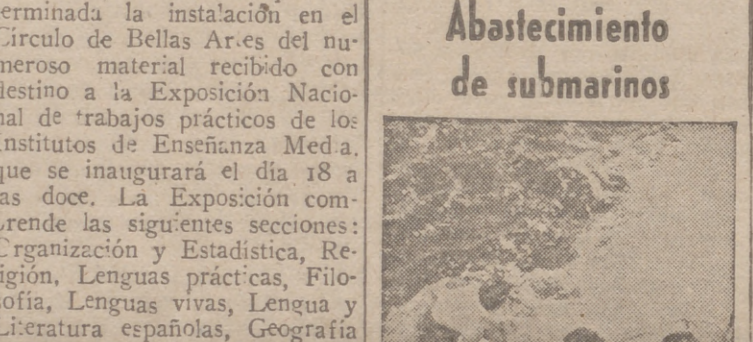 erminada la instalación en el
Círculo de Bellas Artes del nu-
meroso material recibido con
destino a la Exposición Nacio-
nal de trabajos prácticos de los
Institutos de Enseñanza Media,
que se inaugurará el día 18 a
as doce. La Exposición com-
prende las siguientes secciones:
Organización y Estadística, Re-
igión, Lenguas prácticas, Filo-
sofía, Lenguas vivas, Lengua y
Literatura españolas, Geografía
Abastecimiento
de submarinos